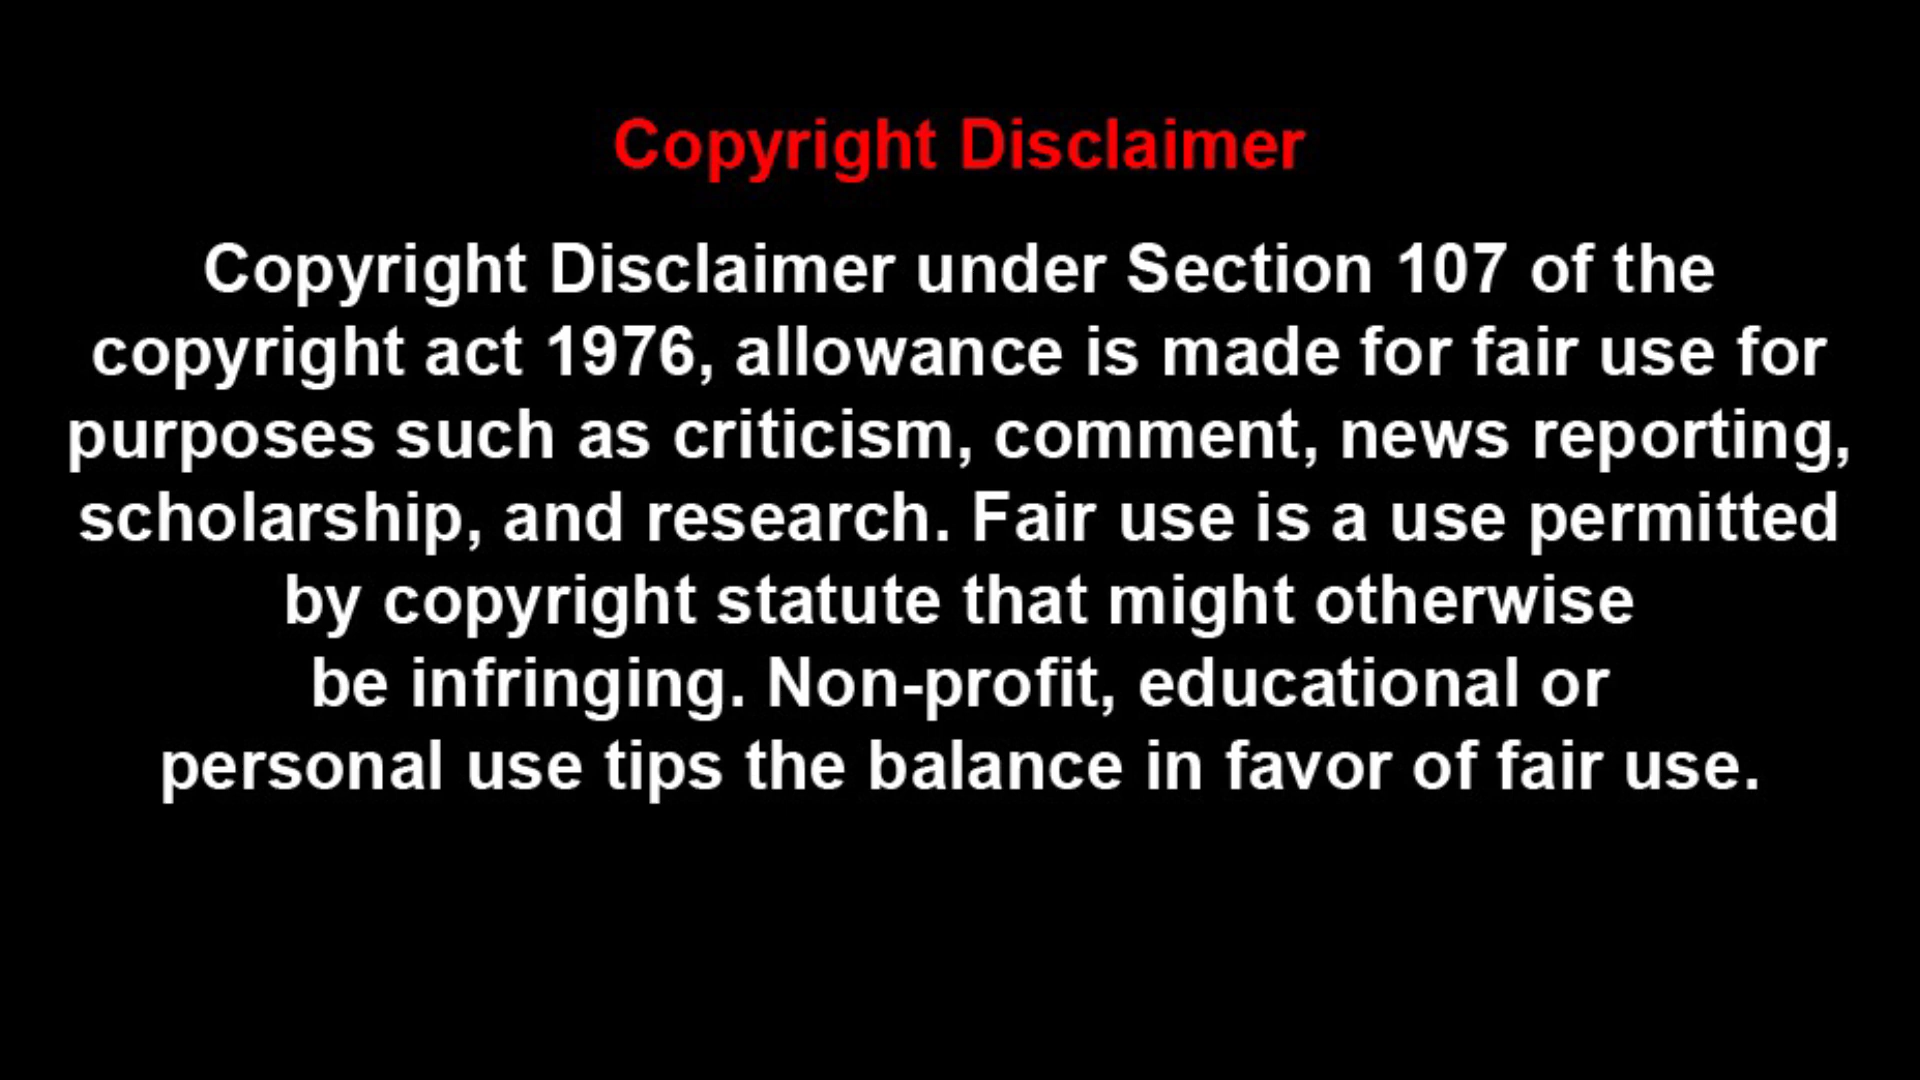 Copyright Disclaimer
Copyright Disclaimer under Section 107 of the
copyright act 1976, allowance is made for fair use for
purposes such as criticism, comment, news reporting,
scholarship, and research. Fair use is a use permitted
by copyright statute that might otherwise
be infringing. Non-profit, educational or
personal use tips the balance in favor of fair use.